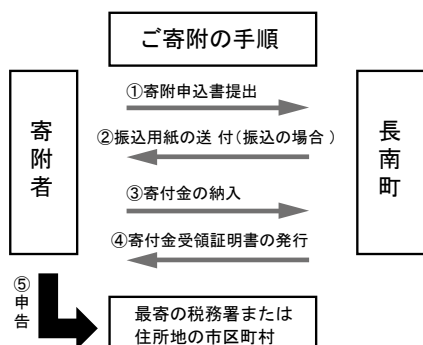 ご寄附の手順
寄附者
長南町
①寄附申込書提出
②振込用紙の送 付(振込の場合 )
③寄付金の納入
④寄付金受領証明書の発行
⑤申告
最寄の税務署または
住所地の市区町村